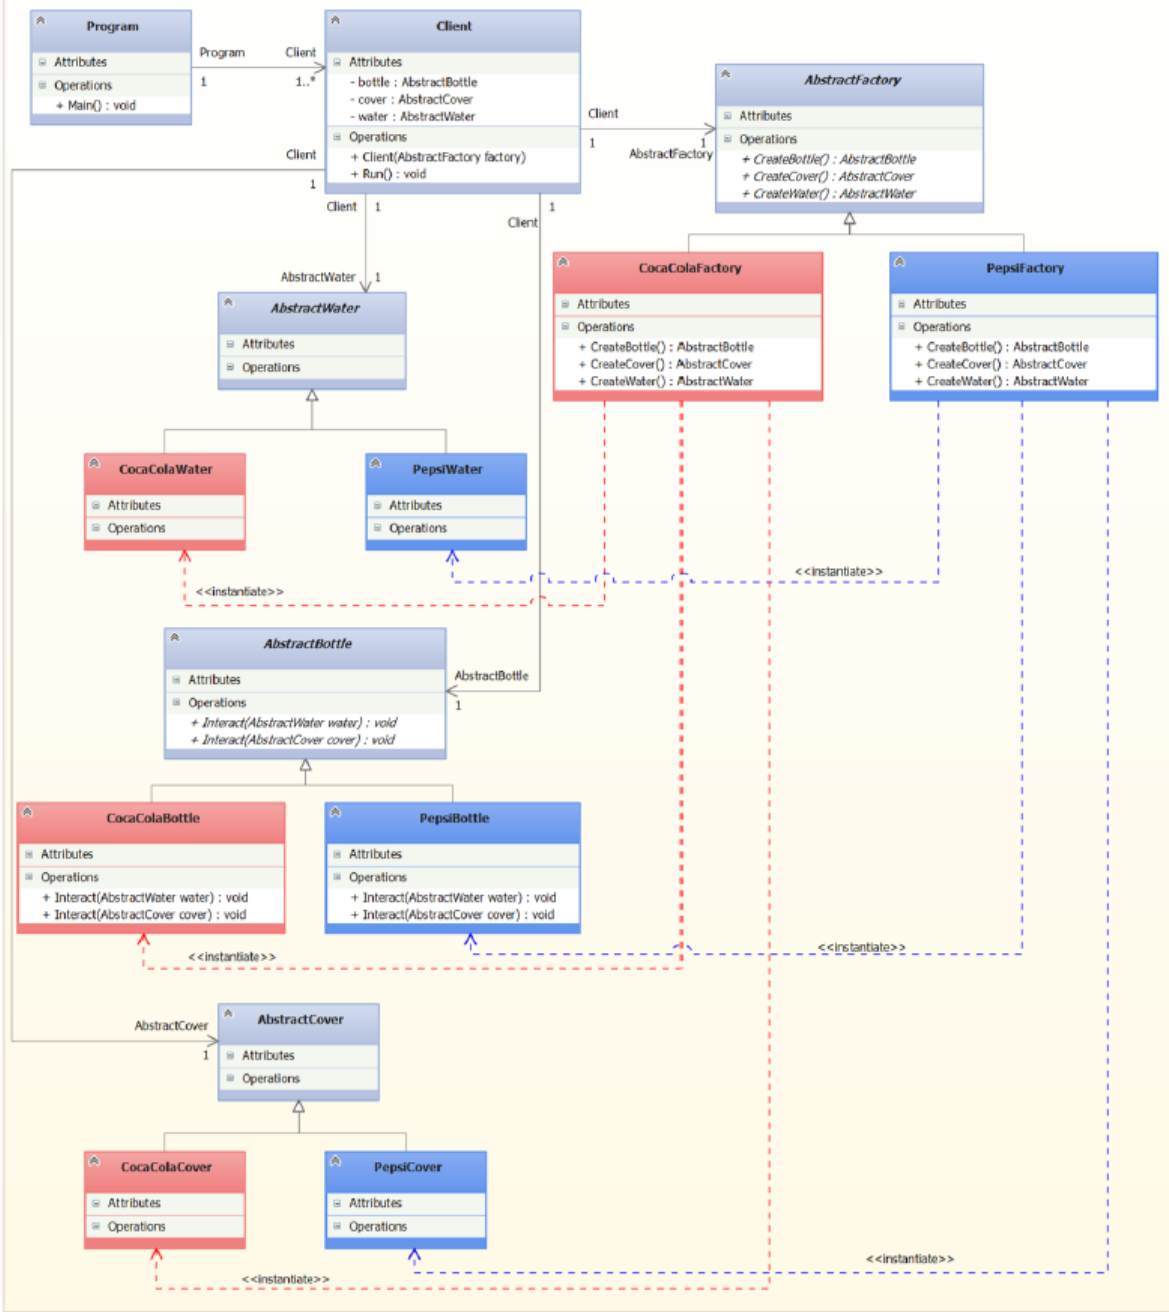 Program
Attributes
Operations
+ Main() : void
Program
Client
1
1..*
Client
Attributes
- bottle : AbstractBottle
- cover : AbstractCover
- water : AbstractWater
Operations
+ Client(AbstractFactory factory)
+ Run() : void
Client
1
1
AbstractFactory
AbstractFactory
Attributes
Operations
+ CreateBottle() : AbstractBottle
+ CreateCover() : AbstractCover
+ CreateWater() : AbstractWater
Client
1
Client
1
1
Client
AbstractWater
1
CocaColaFactory
Attributes
Operations
+ CreateBottle() : AbstractBottle
+ CreateCover() : AbstractCover
+ CreateWater() : AbstractWater
PepsiFactory
Attributes
Operations
+ CreateBottle() : AbstractBottle
+ CreateCover() : AbstractCover
+ CreateWater() : AbstractWater
AbstractWater
Attributes
Operations
CocaColaWater
Attributes
Operations
PepsiWater
Attributes
Operations
<<instantiate>>
<<instantiate>>
AbstractBottle
Attributes
Operations
+ Interact(AbstractWater water) : void
+ Interact(AbstractCover cover) : void
AbstractBottle
1
CocaColaBottle
Attributes
Operations
+ Interact(AbstractWater water) : void
+ Interact(AbstractCover cover) : void
PepsiBottle
Attributes
Operations
+ Interact(AbstractWater water) : void
+ Interact(AbstractCover cover) : void
<<instantiate>>
<<instantiate>>
AbstractCover
1
AbstractCover
Attributes
Operations
CocaColaCover
Attributes
Operations
PepsiCover
Attributes
Operations
<<instantiate>>
<<instantiate>>